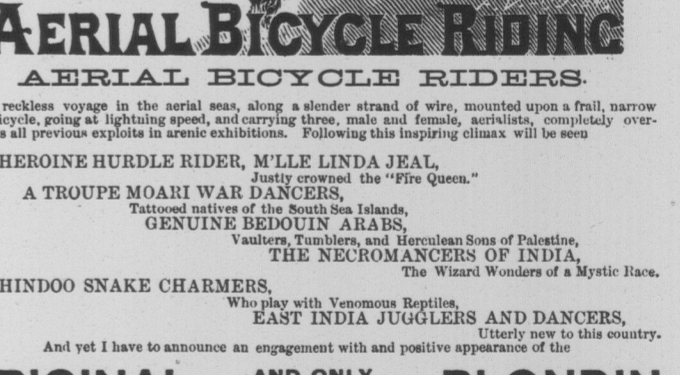 AERIAL BICYCLE RIDING
AERIAL BICYCLE RIDERS.
reckless voyage in the aerial seas, along a slender strand of wire, mounted upon a frail, narrow
icycle, going at lightning speed, and carrying three, male and female, aerialists, completely over-
s all previous exploits in arenic exhibitions. Following this inspiring climax will be seen
HEROINE HURDLE RIDER, M'LLE LINDA JEAL,
Justly crowned the "Fire Queen."
A TROUPE MOARI WAR DANCERS,
Tattooed natives of the South Sea Islands,
GENUINE BEDOUIN ARABS,
Vaulters, Tumblers, and Herculean Sons of Palestine,
THE NECROMANCERS OF INDIA,
The Wizard Wonders of a Mystic Race.
HINDOO SNAKE CHARMERS,
Who play with Venomous Reptiles,
EAST INDIA JUGGLERS AND DANCERS,
Utterly new to this country.
And yet I have to announce an engagement with and positive appearance of the
AND ONLY BLONDIN